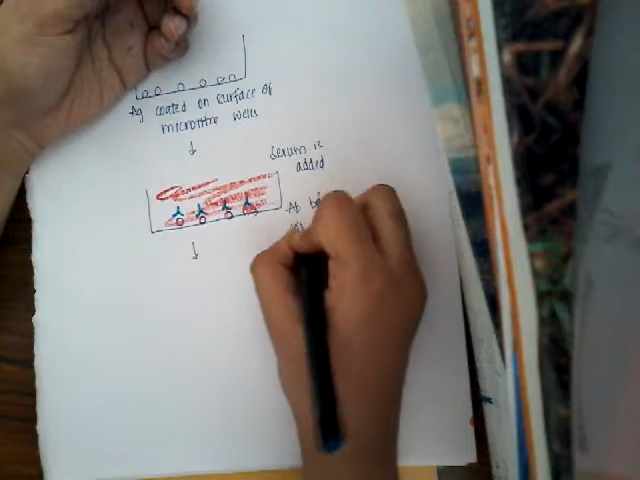 Ag coated on surface of
microtitre wells
Serum is
added
Ab